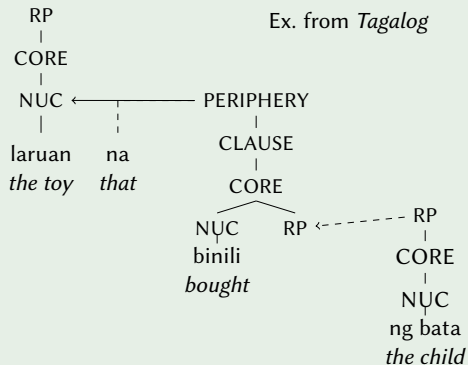 RP
Ex. from Tagalog
CORE
NUC
PERIPHERY
laruan na
the toy that
CLAUSE
CORE
NUC RP
RP
binili
bought
CORE
NUC
ng bata
the child